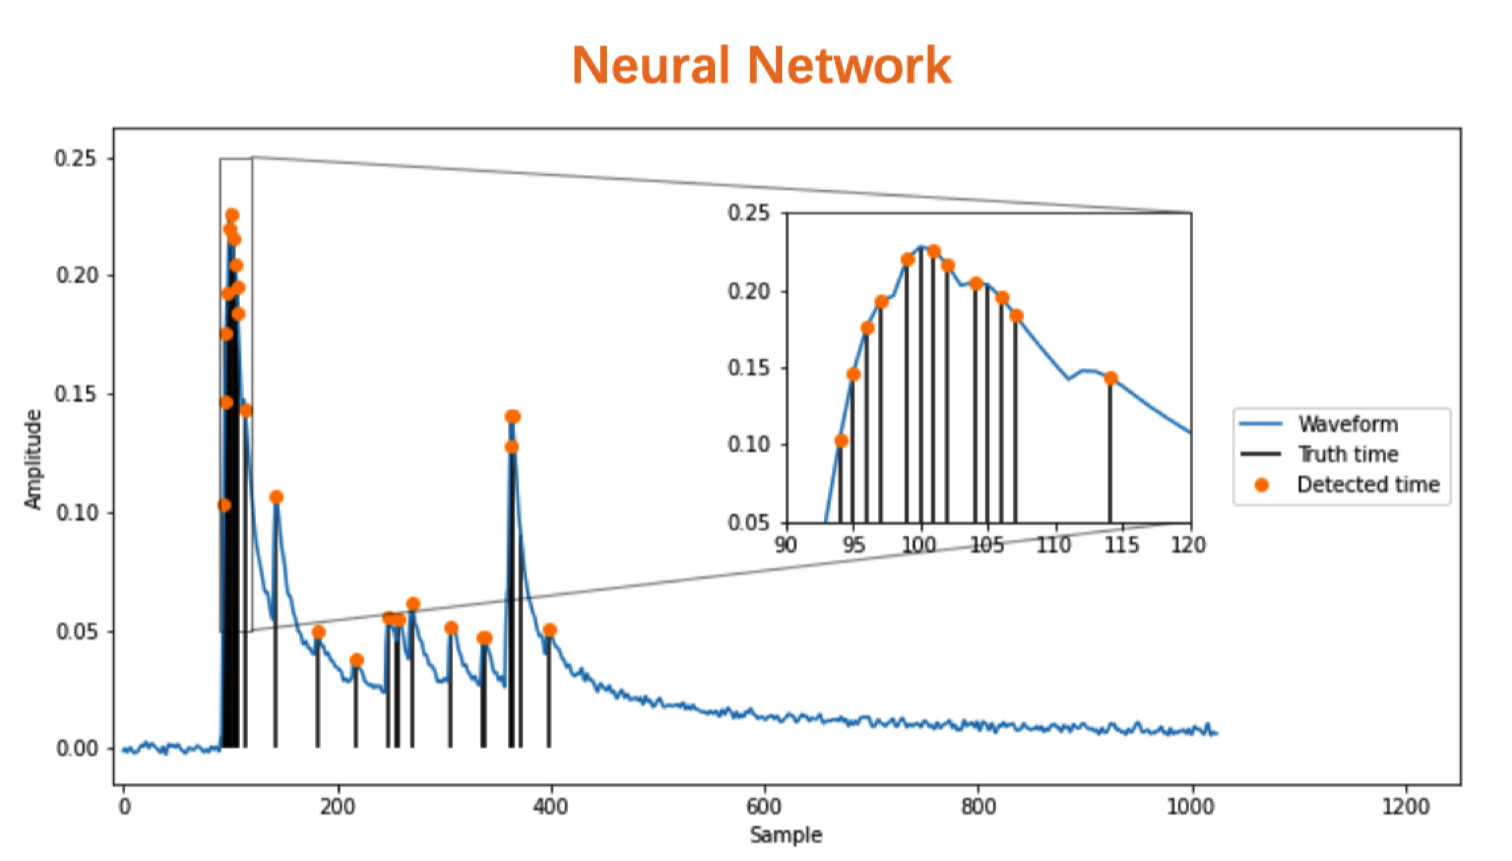 Neural Network
0.25
0.20
0.15
0.10
0.05
0.00
Amplitude
0 200 400 600 800 1000 1200
Sample
0.25
0.20
0.15
0.10
0.05
90 95 100 105 110 115 120
Waveform
Truth time
Detected time